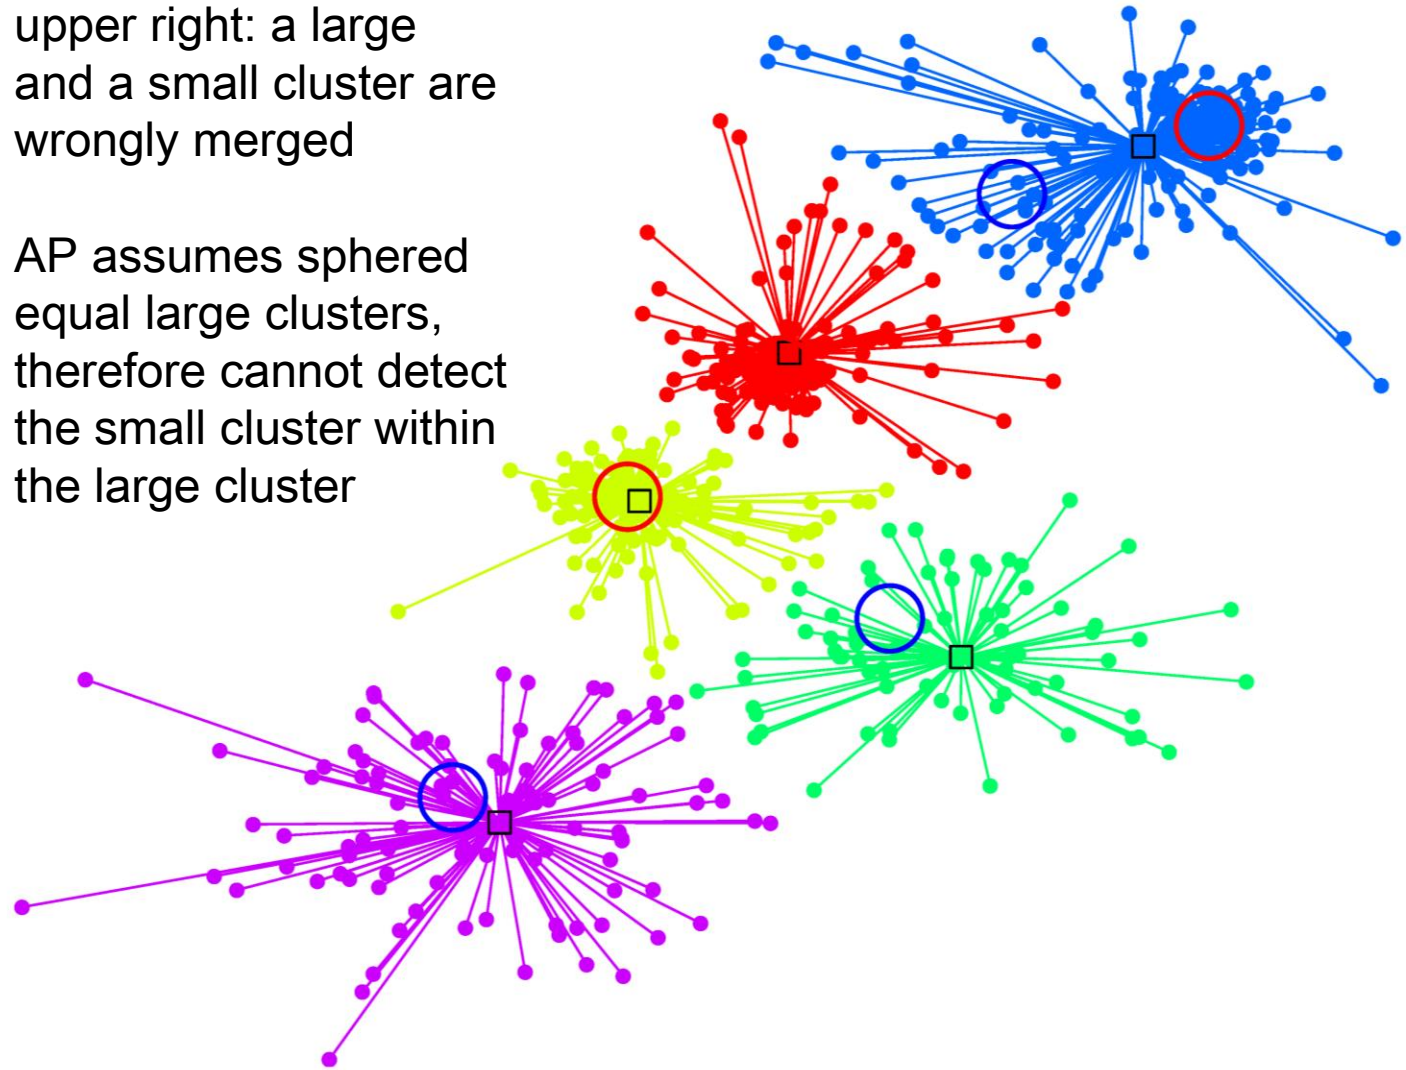 upper right: a large
and a small cluster are
wrongly merged
AP assumes sphered
equal large clusters,
therefore cannot detect
the small cluster within
the large cluster